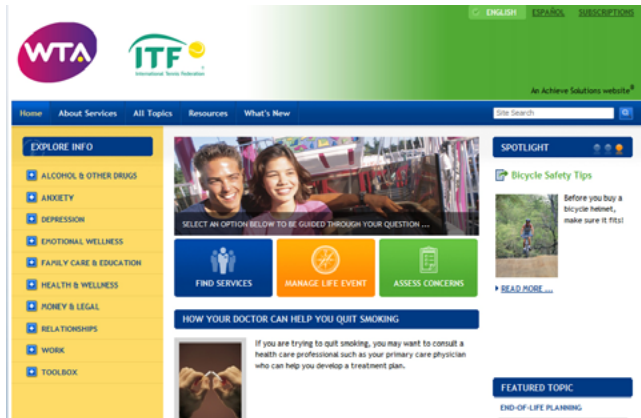 ENGLISH ESPAÑOL SUBSCRIPTIONS
WTA
ITF
International Tennis Federation
An Achieve Solutions website®
Home About Services All Topics Resources What's New
Site Search
EXPLORE INFO
ALCOHOL & OTHER DRUGS
ANXIETY
DEPRESSION
EMOTIONAL WELLNESS
FAMILY CARE & EDUCATION
HEALTH & WELLNESS
MONEY & LEGAL
RELATIONSHIPS
WORK
TOOLBOX
SELECT AN OPTION BELOW TO BE GUIDED THROUGH YOUR QUESTION ...
FIND SERVICES
MANAGE LIFE EVENT
ASSESS CONCERNS
HOW YOUR DOCTOR CAN HELP YOU QUIT SMOKING
If you are trying to quit smoking, you may want to consult a
health care professional such as your primary care physician
who can help you develop a treatment plan.
SPOTLIGHT
Bicycle Safety Tips
Before you buy a
bicycle helmet,
make sure it fits!
READ MORE ...
FEATURED TOPIC
END-OF-LIFE PLANNING